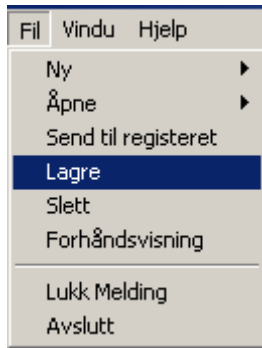 Fil Vindu Hjelp
Ny
Åpne
Send til registeret
Lagre
Slett
Forhåndsvisning
Lukk Melding
Avslutt